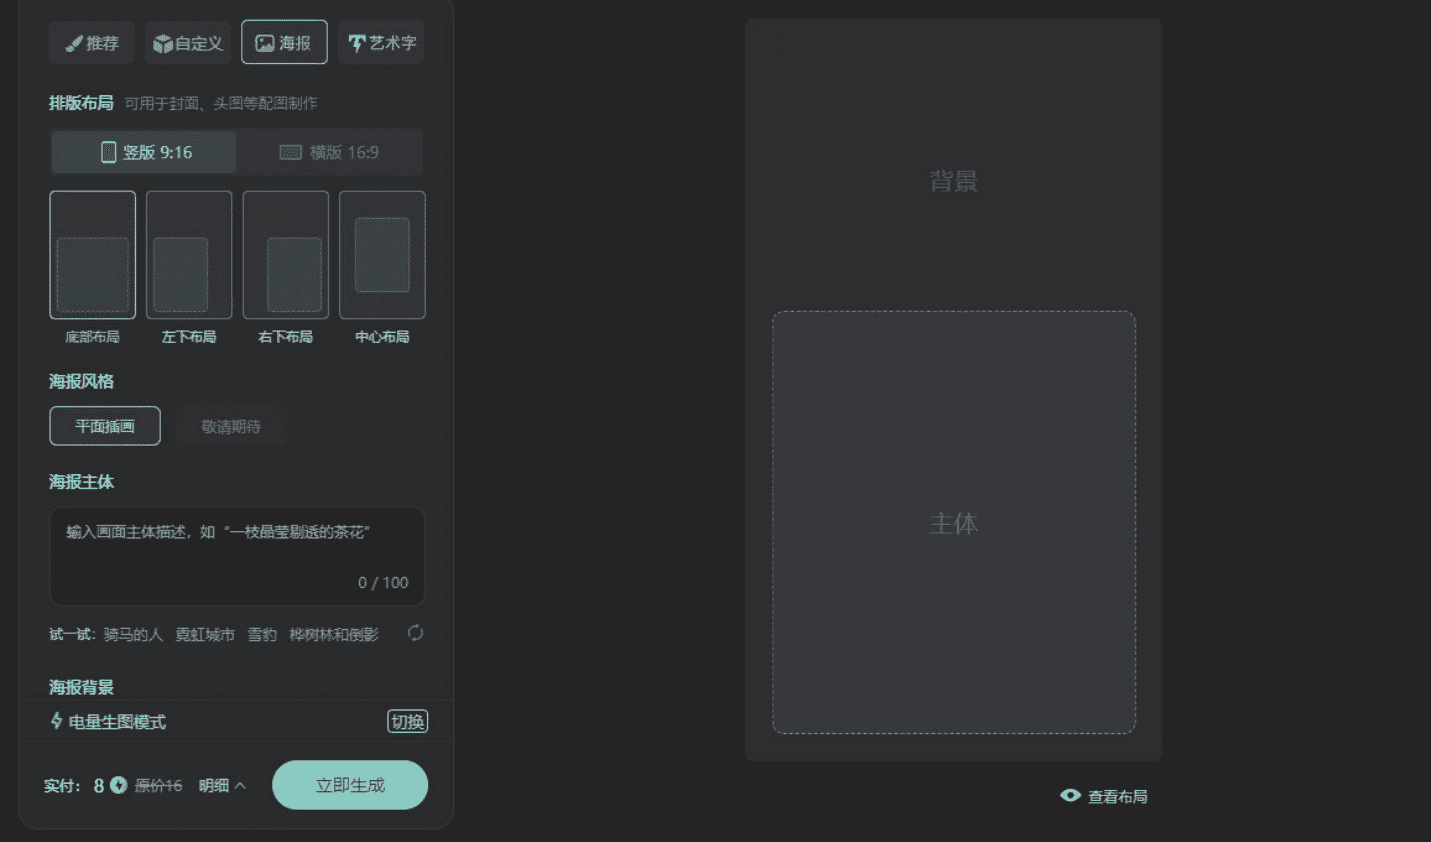 推荐 自定义 海报 艺术字
排版布局 可用于封面、头图等配图制作
竖版 9:16 横版 16:9
底部布局 左下布局 右下布局 中心布局
海报风格
平面插画 敬请期待
海报主体
输入画面主体描述，如“一枝晶莹剔透的茶花”
0 / 100
试一试： 骑马的人 霓虹城市 雪豹 桦树林和倒影
海报背景
电量生图模式 切换
实付： 8 原价16 明细 立即生成
背景
主体
查看布局